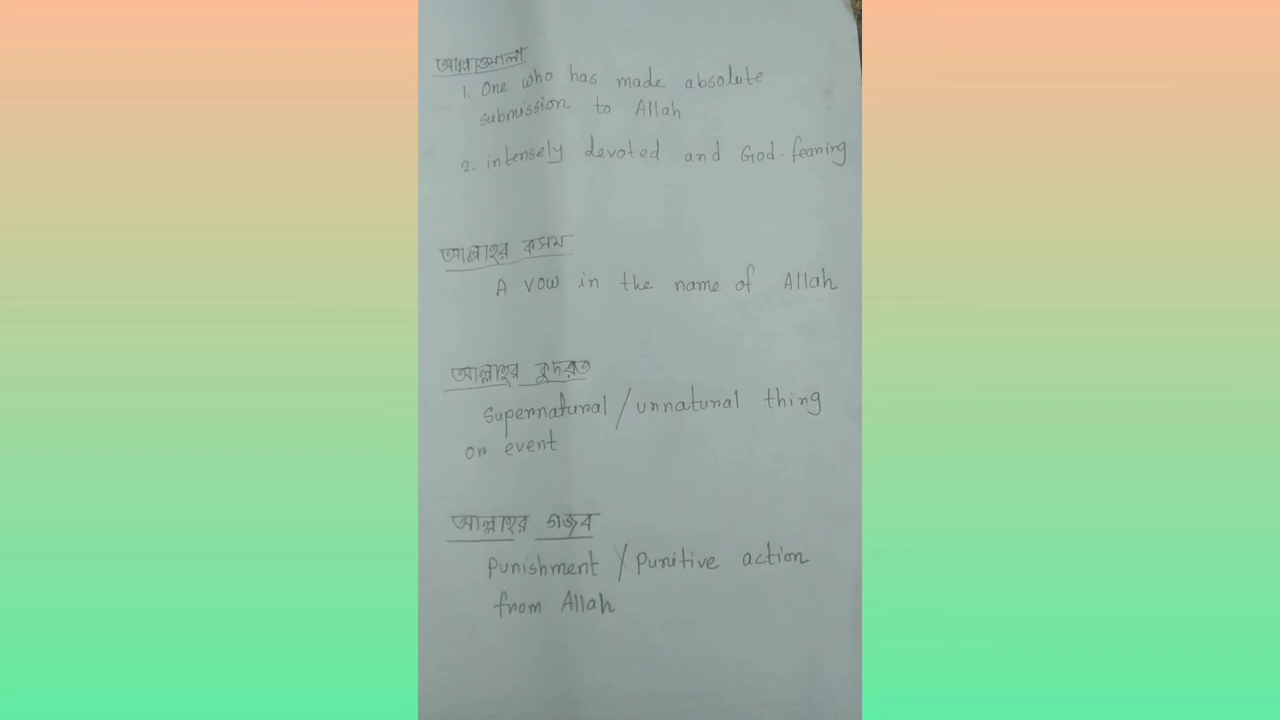 আল্লাওয়ালা
1. One who has made absolute
submission to Allah
2. intensely devoted and God-fearing
আল্লাহর কসম
A vow in the name of Allah
আল্লাহর কুদরত
Supernatural / unnatural thing
or event
আল্লাহর গজব
Punishment / Punitive action
from Allah